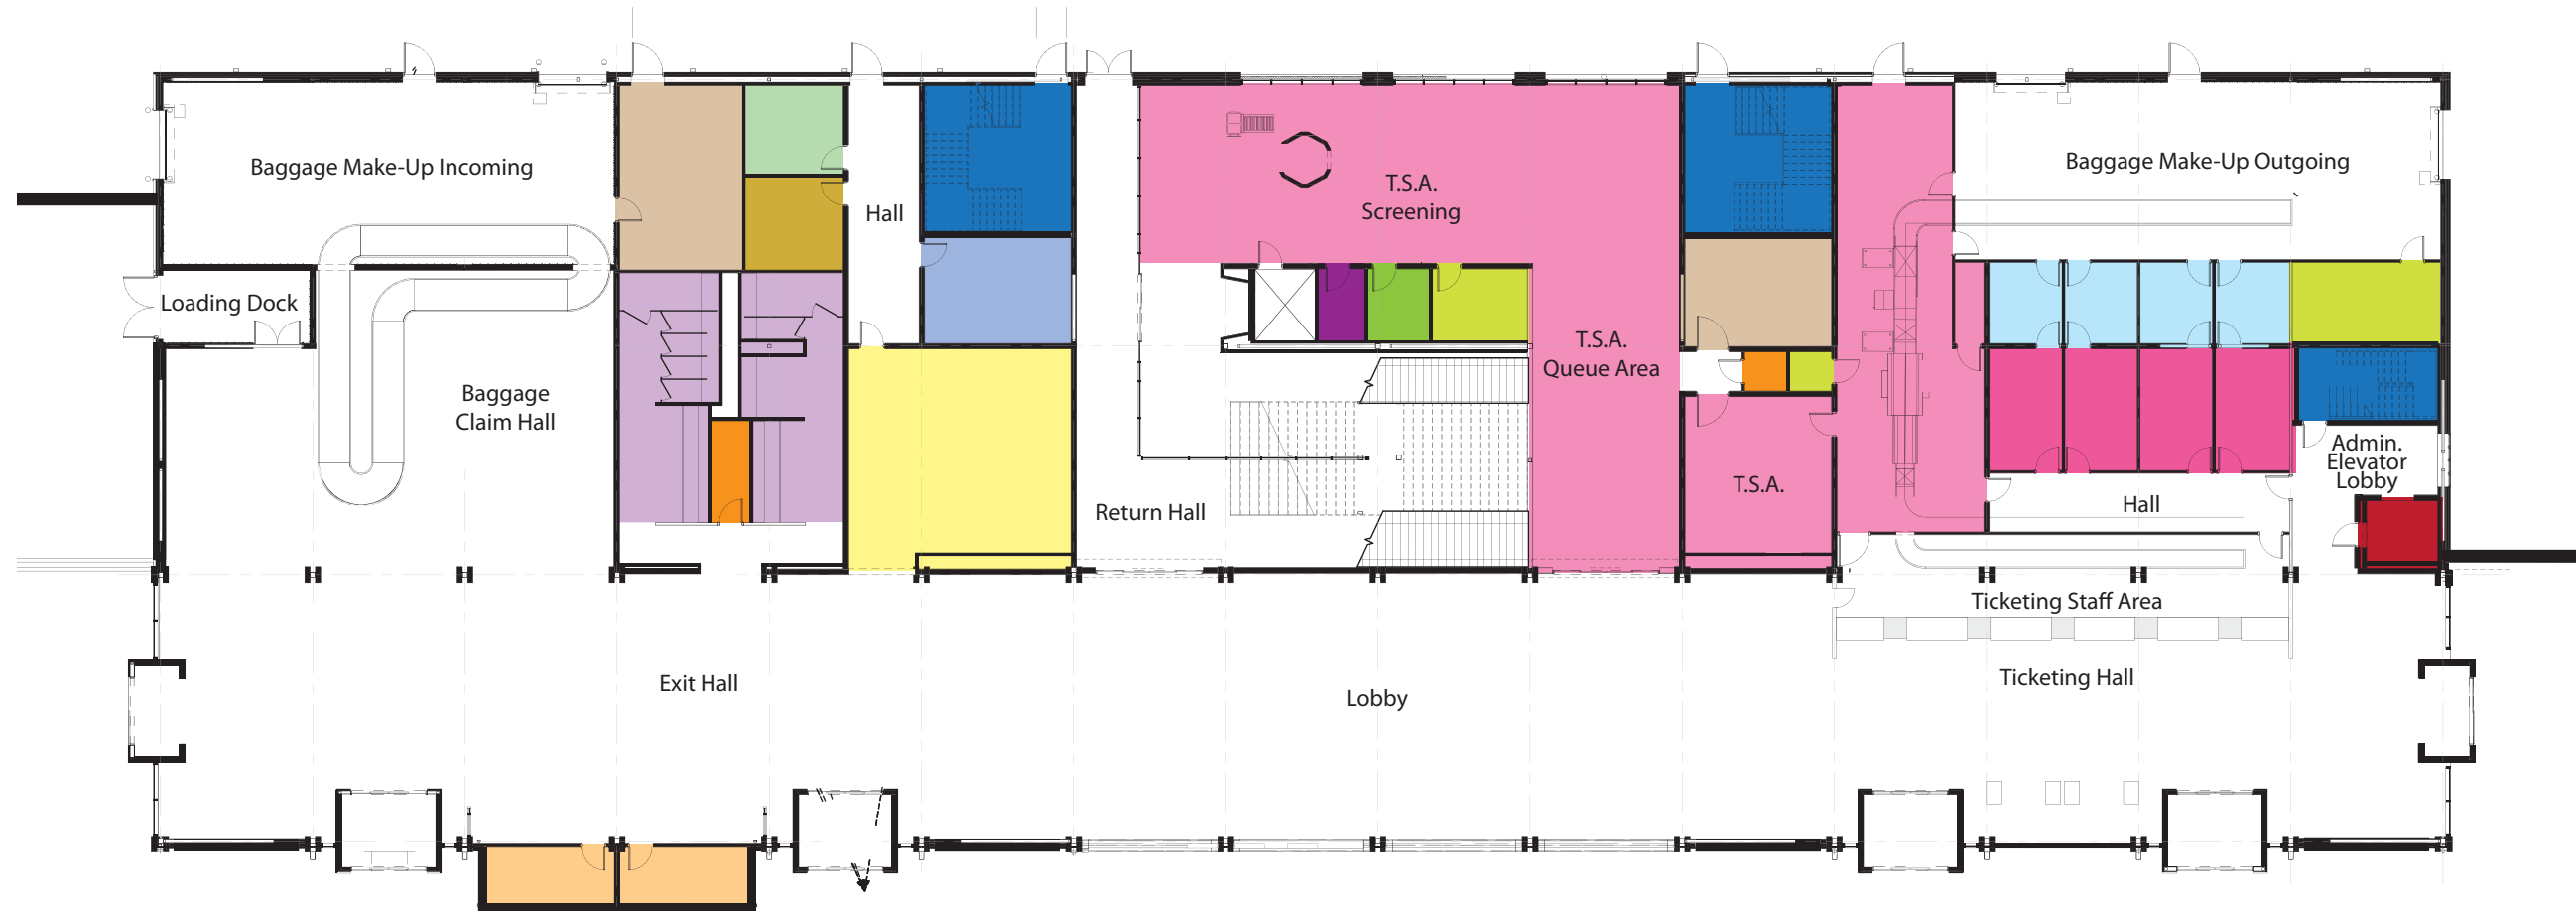 Baggage Make-Up Incoming
Baggage Make-Up Outgoing
T.S.A.
Screening
Hall
Loading Dock
T.S.A.
Queue Area
Baggage
Claim Hall
Admin.
Elevator
Lobby
T.S.A.
Return Hall
Hall
Ticketing Staff Area
Exit Hall
Lobby
Ticketing Hall